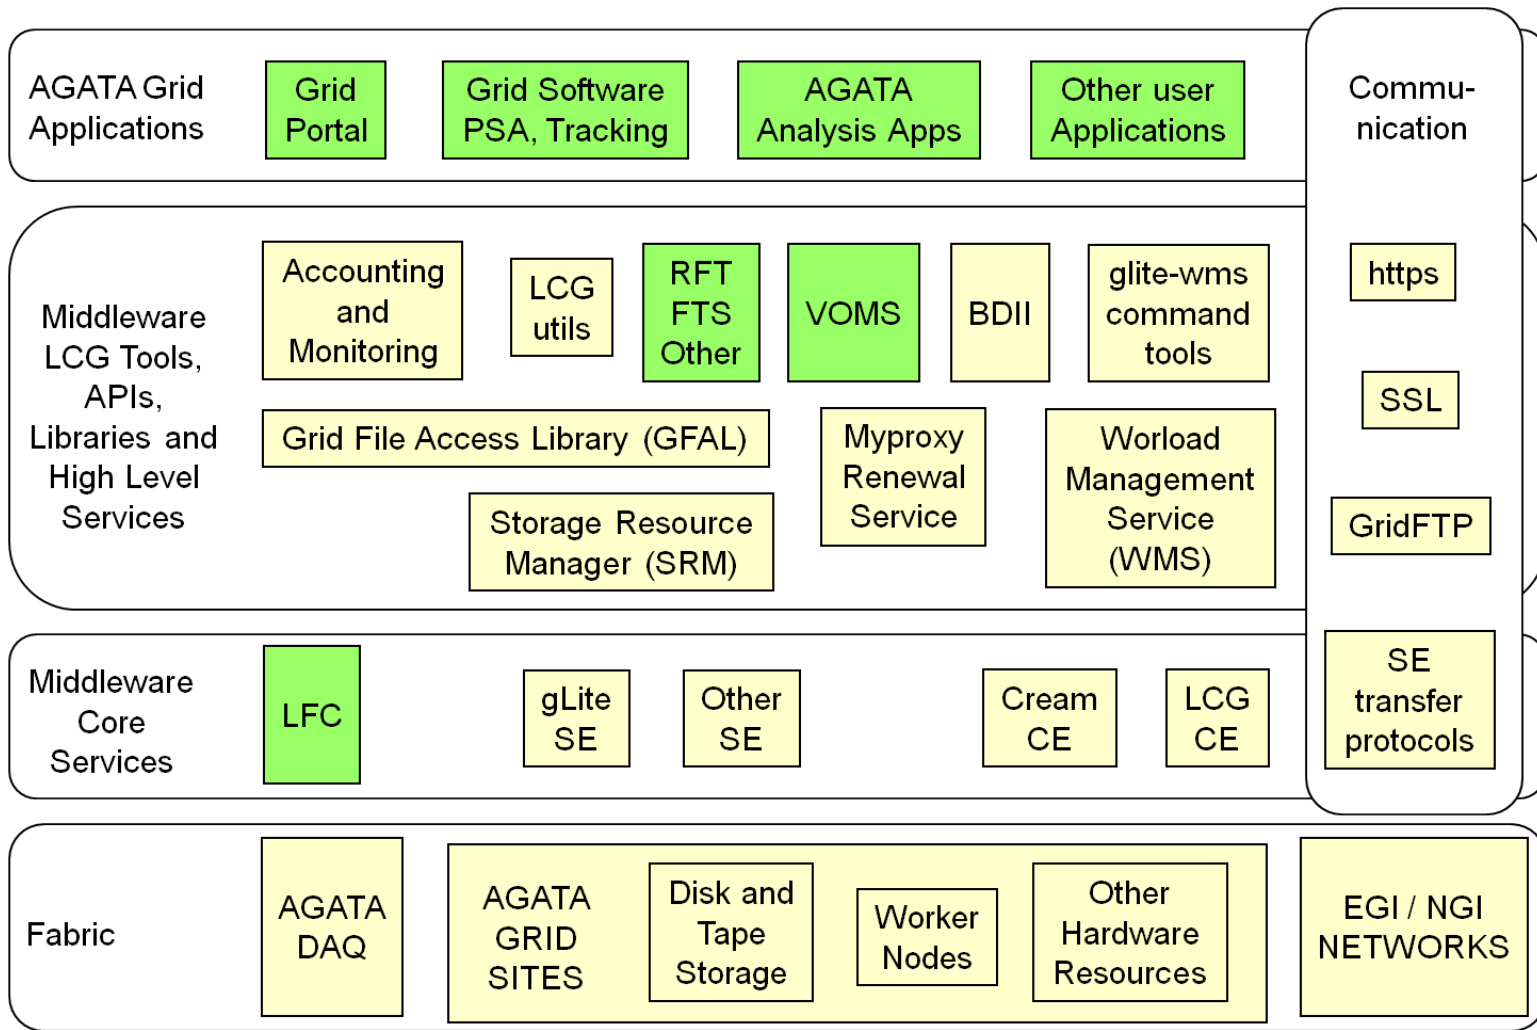 AGATA Grid
Applications
Grid
Portal
Grid Software
PSA, Tracking
AGATA
Analysis Apps
Other user
Applications
Commu-
nication
Middleware
LCG Tools,
APIs,
Libraries and
High Level
Services
Accounting
and
Monitoring
LCG
utils
RFT
FTS
Other
VOMS
BDII
glite-wms
command
tools
https
SSL
Grid File Access Library (GFAL)
Myproxy
Renewal
Service
Worload
Management
Service
(WMS)
Storage Resource
Manager (SRM)
GridFTP
Middleware
Core
Services
LFC
gLite
SE
Other
SE
Cream
CE
LCG
CE
SE
transfer
protocols
Fabric
AGATA
DAQ
AGATA
GRID
SITES
Disk and
Tape
Storage
Worker
Nodes
Other
Hardware
Resources
EGI / NGI
NETWORKS